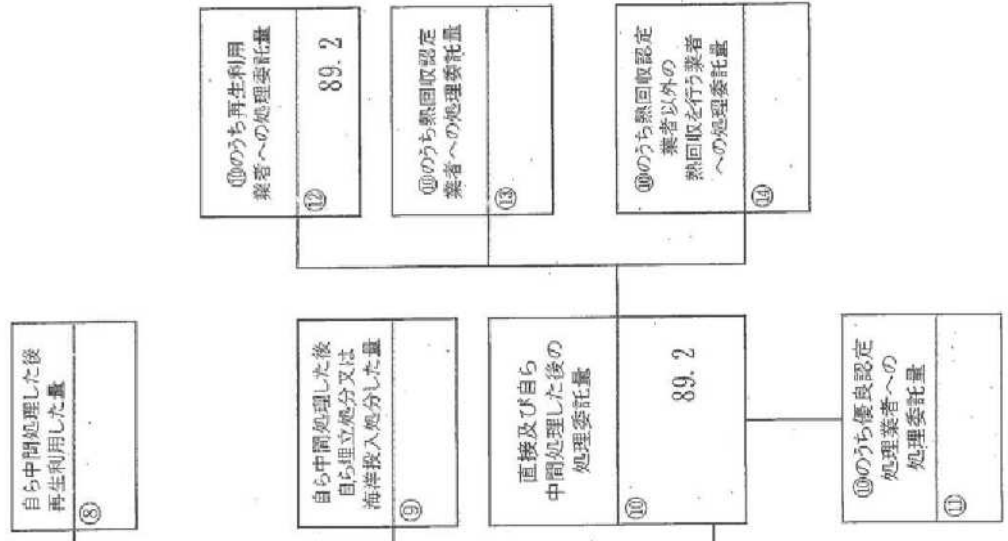 自ら中間処理した後
再生利用した量
⑧
自ら中間処理した後
自ら埋立処分又は
海洋投入処分した量
⑨
直接及び自ら
中間処理した後の
処理委託量
⑩
89.2
⑩のうち優良認定
処理業者への
処理委託量
⑪
⑩のうち再生利用
業者への処理委託量
⑫
89.2
⑩のうち熱回収認定
業者への処理委託量
⑬
⑩のうち熱回収認定
業者以外の
熱回収を行う業者
への処理委託量
⑭